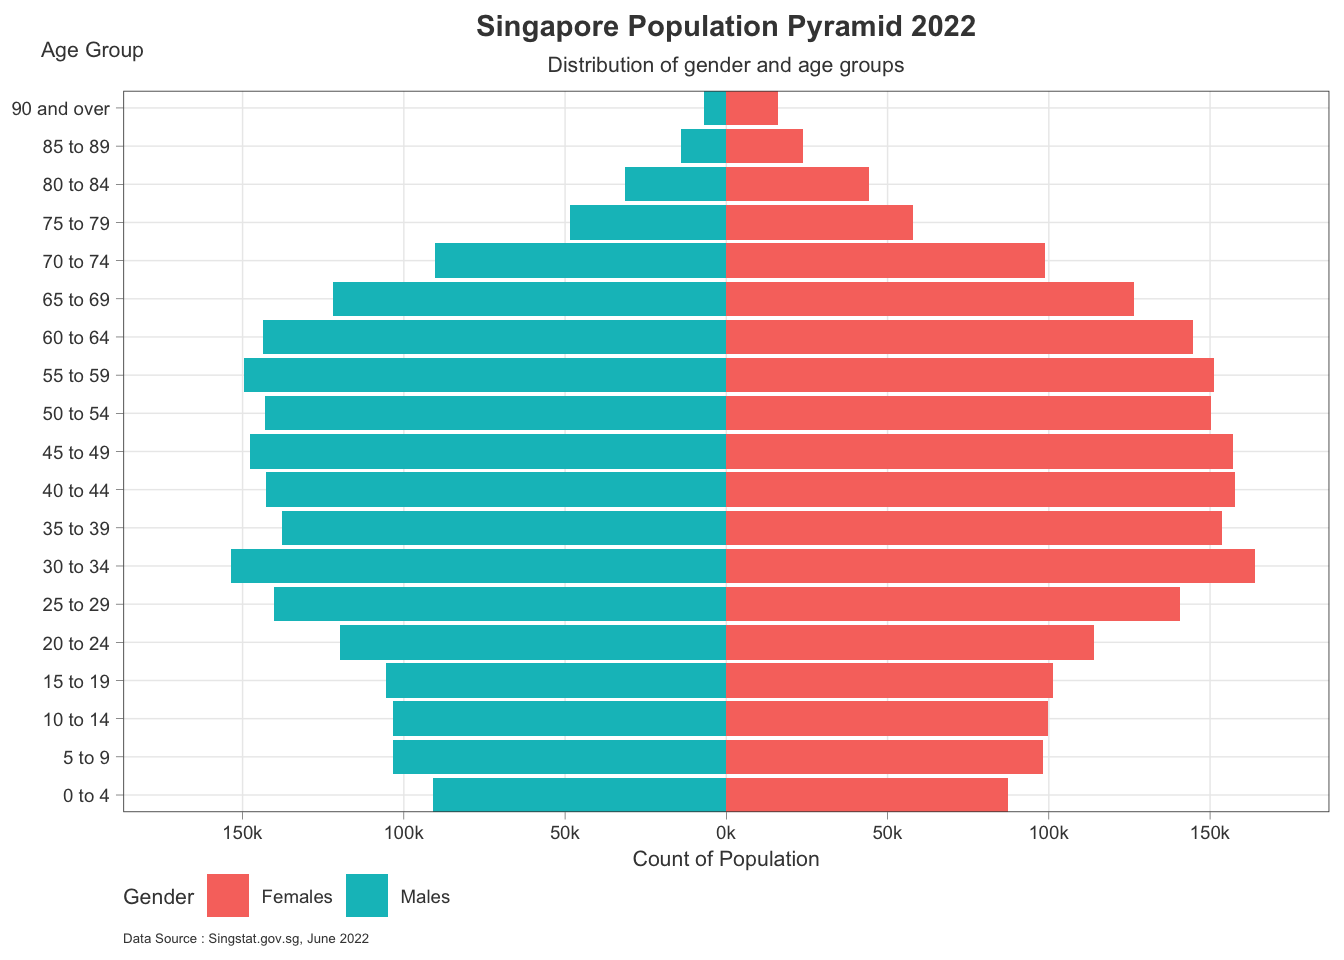 Singapore Population Pyramid 2022
Distribution of gender and age groups
Age Group
90 and over
85 to 89
80 to 84
75 to 79
70 to 74
65 to 69
60 to 64
55 to 59
50 to 54
45 to 49
40 to 44
35 to 39
30 to 34
25 to 29
20 to 24
15 to 19
10 to 14
5 to 9
0 to 4
150k 100k 50k 0k 50k 100k 150k
Count of Population
Gender Females Males
Data Source : Singstat.gov.sg, June 2022